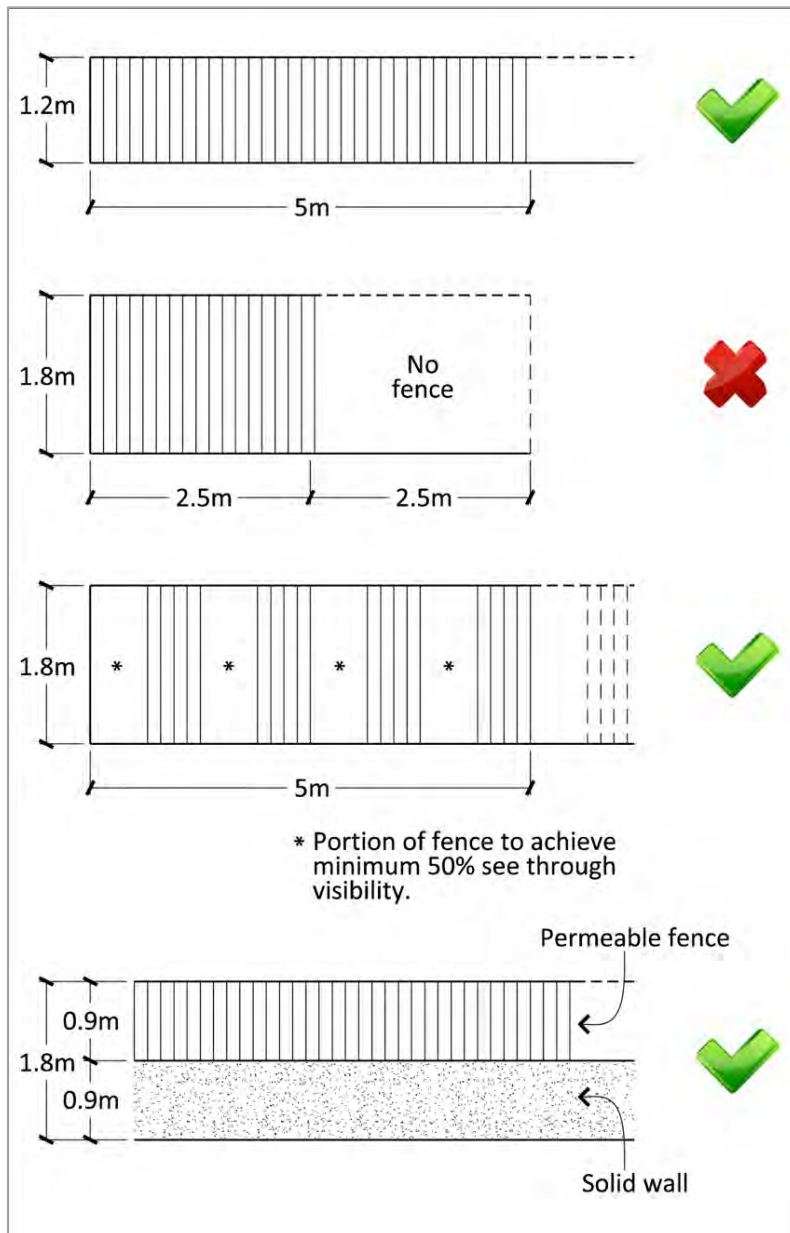 1.2m
5m
1.8m
No
fence
2.5m
2.5m
1.8m
*
*
*
*
5m
* Portion of fence to achieve
minimum 50% see through
visibility.
Permeable fence
0.9m
1.8m
0.9m
Solid wall